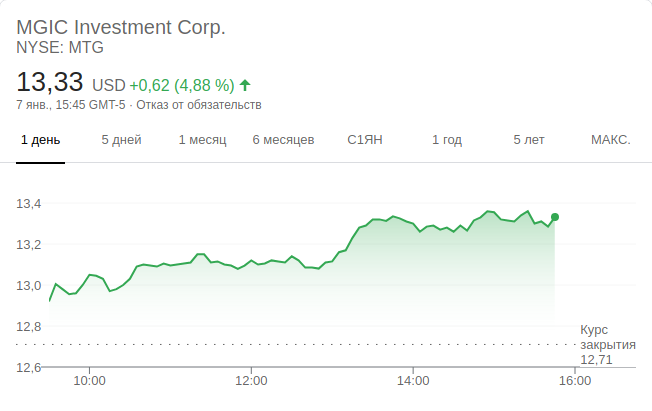 MGIC Investment Corp.
NYSE: MTG
13,33 USD +0,62 (4,88 %)
7 янв., 15:45 GMT-5 · Отказ от обязательств
1 день 5 дней 1 месяц 6 месяцев С1ЯН 1 год 5 лет МАКС.
13,4
13,2
13,0
12,8
Курс
закрытия
12,71
12,6
10:00 12:00 14:00 16:00